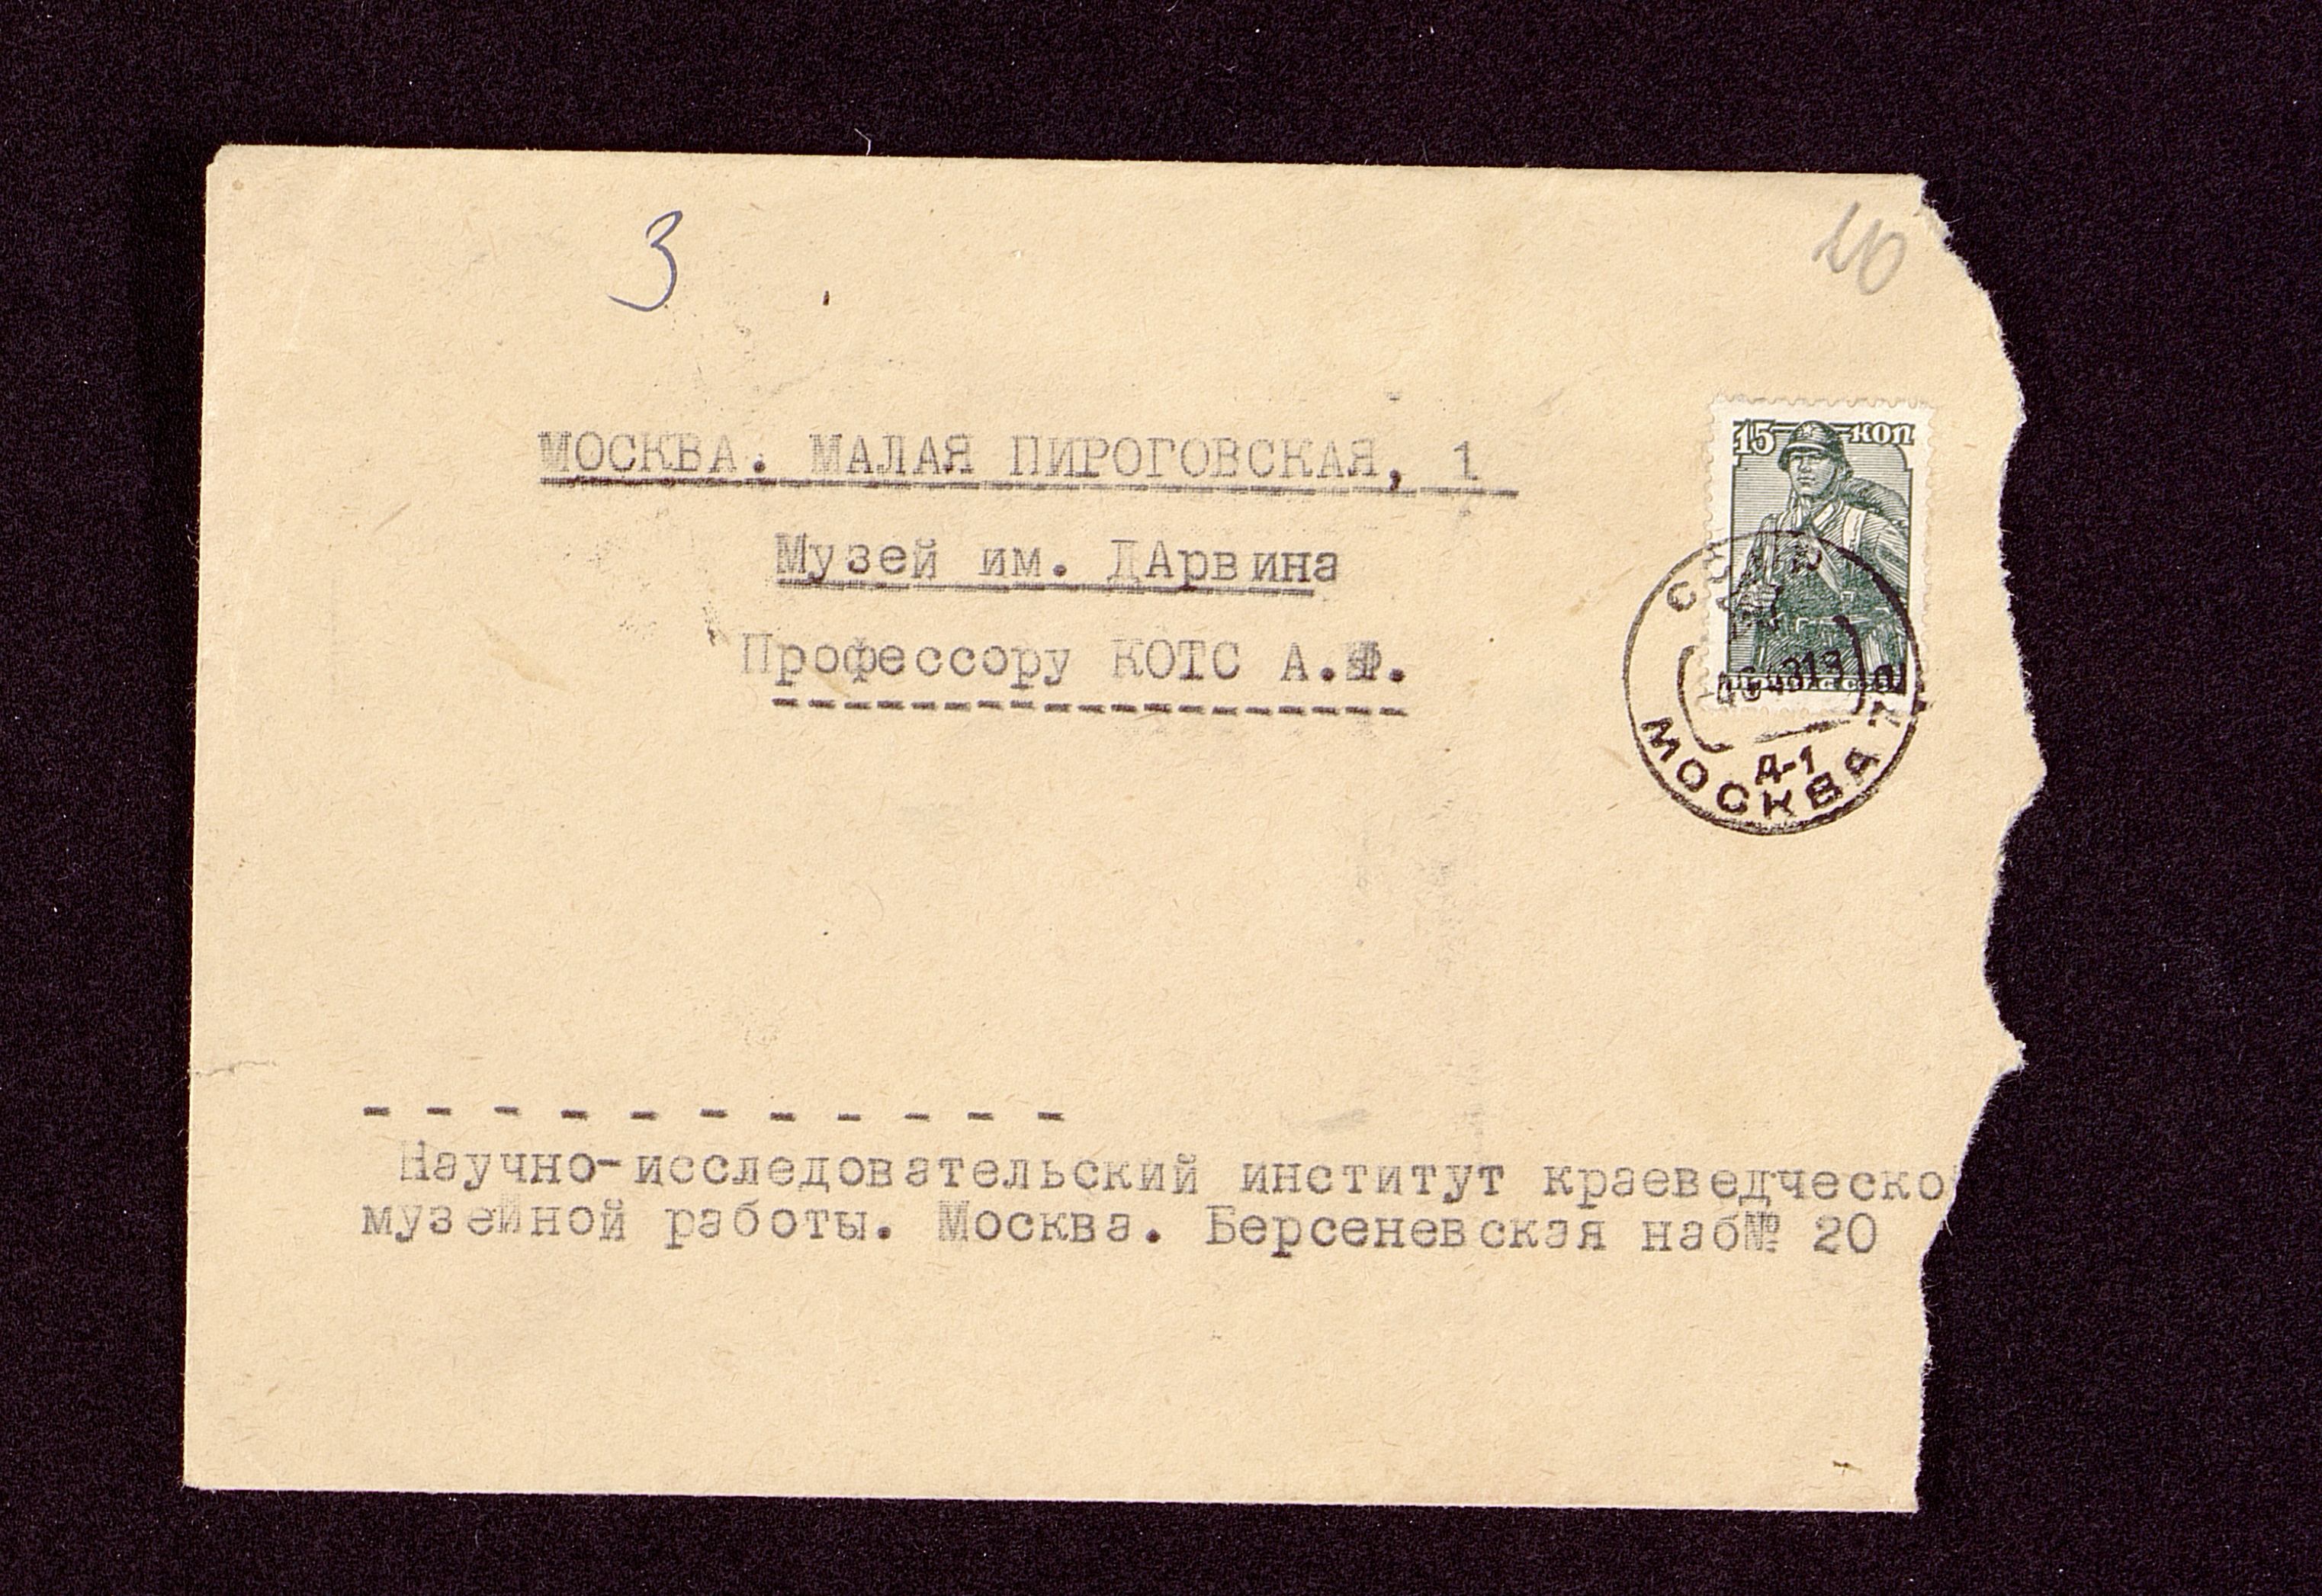 3
МОСКВА. МАЛАЯ ПИРОГОВСКАЯ, 1
Музей им. ДАрвина
Профессору КОТС А.Ф.
15 КОП
МОСКВА
Д-1
Научно-исследовательский институт краеведческо
музейной работы. Москва. Берсеневская наб№ 20